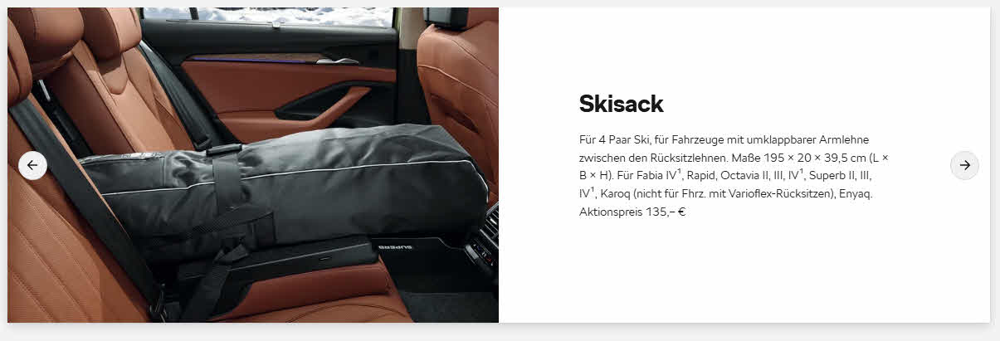 Skisack
Für 4 Paar Ski, für Fahrzeuge mit umklappbarer Armlehne
zwischen den Rücksitzlehnen. Maße 195 × 20 × 39,5 cm (L ×
B × H). Für Fabia IV¹, Rapid, Octavia II, III, IV¹, Superb II, III,
IV¹, Karoq (nicht für Fhrz. mit Varioflex-Rücksitzen), Enyaq.
Aktionspreis 135,– €
SUPERB